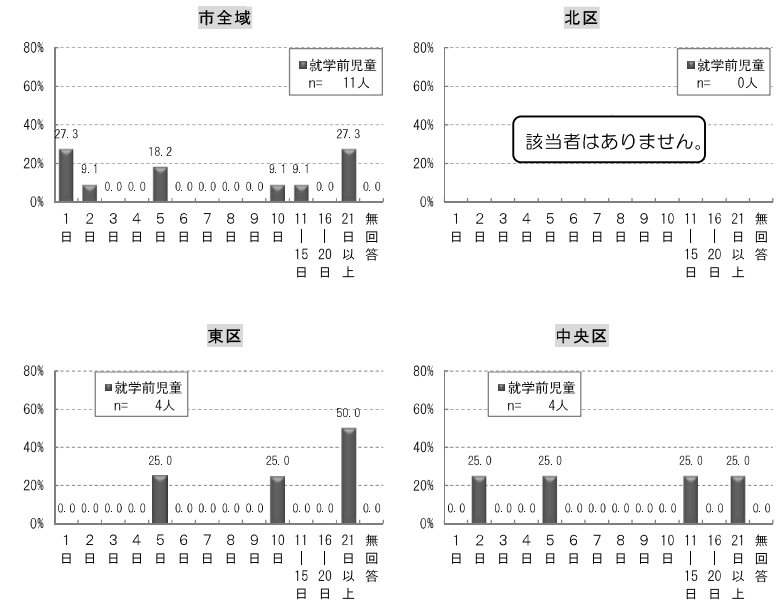 市全域
80%
60%
40%
20%
0%
就学前児童
n= 11人
27.3 9.1 0.0 0.0 18.2 0.0 0.0 0.0 0.0 9.1 9.1 0.0 27.3 0.0
1日 2日 3日 4日 5日 6日 7日 8日 9日 10日 11|15日 16|20日 21日以上 無回答
北区
80%
60%
40%
20%
0%
就学前児童
n= 0人
該当者はありません。
1日 2日 3日 4日 5日 6日 7日 8日 9日 10日 11|15日 16|20日 21日以上 無回答
東区
80%
60%
40%
20%
0%
就学前児童
n= 4人
0.0 0.0 0.0 0.0 25.0 0.0 0.0 0.0 0.0 25.0 0.0 0.0 50.0 0.0
1日 2日 3日 4日 5日 6日 7日 8日 9日 10日 11|15日 16|20日 21日以上 無回答
中央区
80%
60%
40%
20%
0%
就学前児童
n= 4人
0.0 25.0 0.0 0.0 25.0 0.0 0.0 0.0 0.0 0.0 25.0 0.0 25.0 0.0
1日 2日 3日 4日 5日 6日 7日 8日 9日 10日 11|15日 16|20日 21日以上 無回答